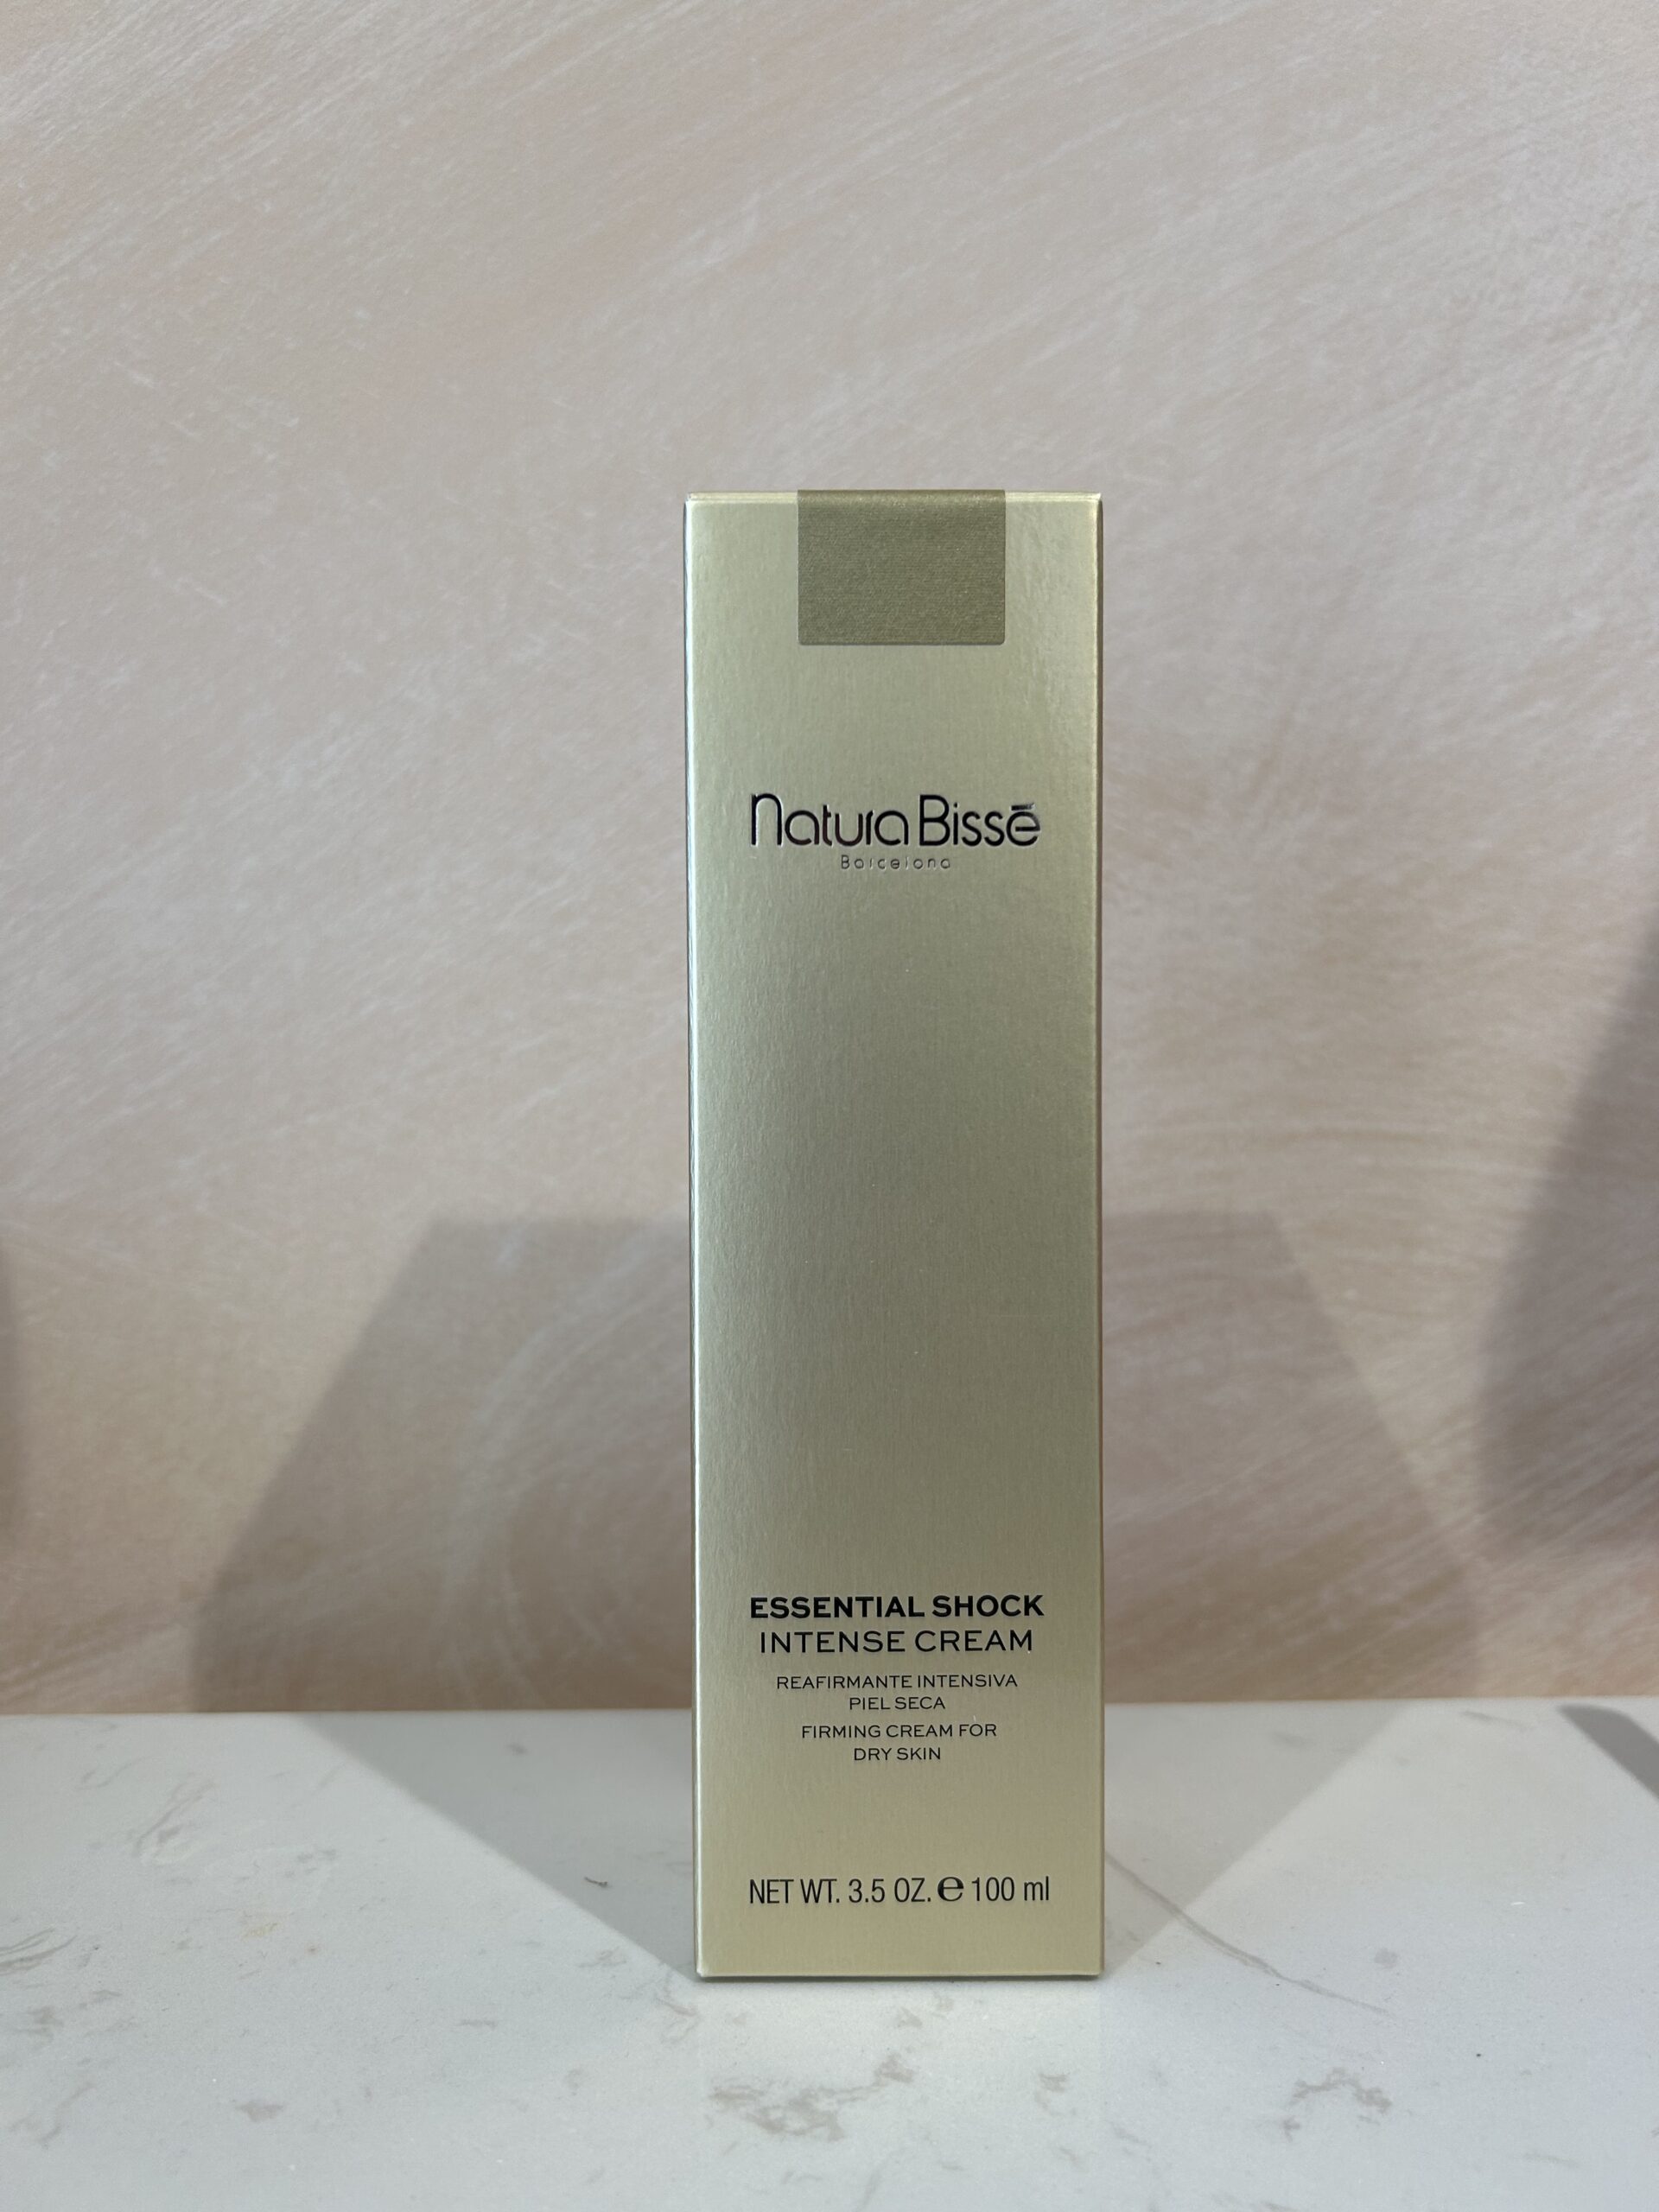 Natura Bissé
Barcelona
ESSENTIAL SHOCK
INTENSE CREAM
REAFIRMANTE INTENSIVA
PIEL SECA
FIRMING CREAM FOR
DRY SKIN
NET WT. 3.5 OZ. ℮ 100 ml